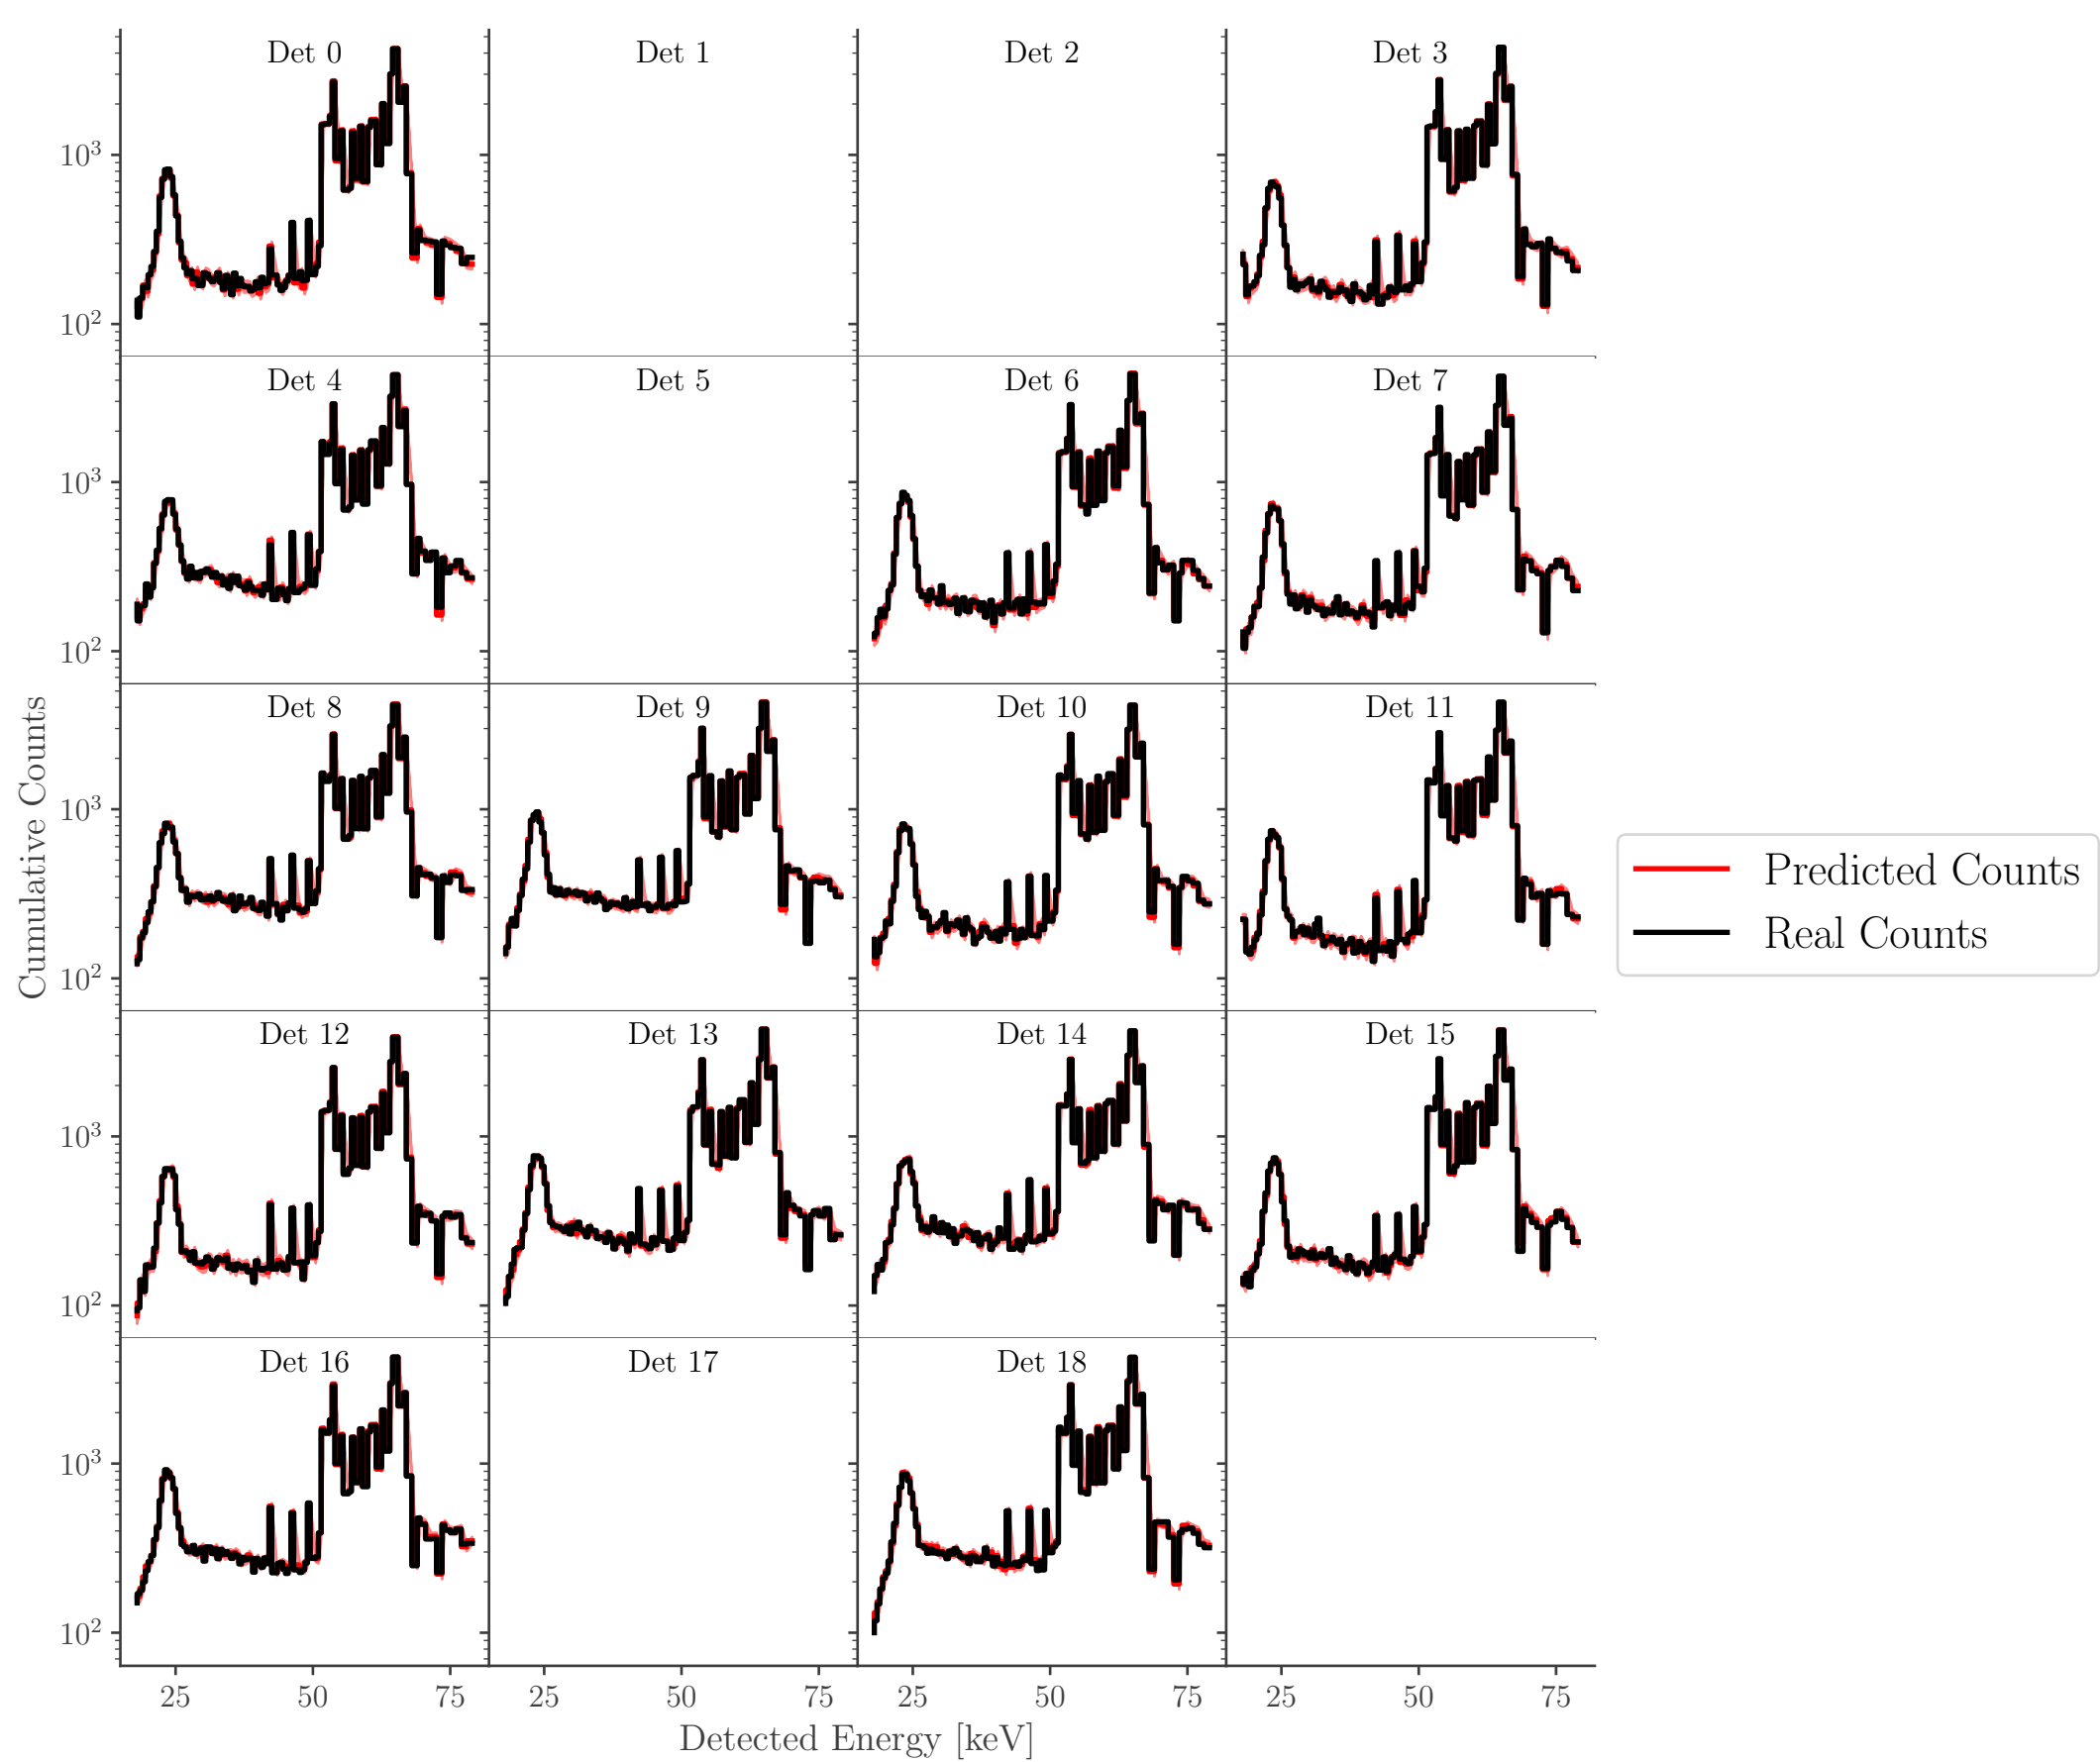 Det 0
Det 1
Det 2
Det 3
10³
10²
Det 4
Det 5
Det 6
Det 7
10³
10²
Det 8
Det 9
Det 10
Det 11
10³
10²
Cumulative Counts
Predicted Counts
Real Counts
Det 12
Det 13
Det 14
Det 15
10³
10²
Det 16
Det 17
Det 18
10³
10²
25 50 75 25 50 75 25 50 75 25 50 75
Detected Energy [keV]